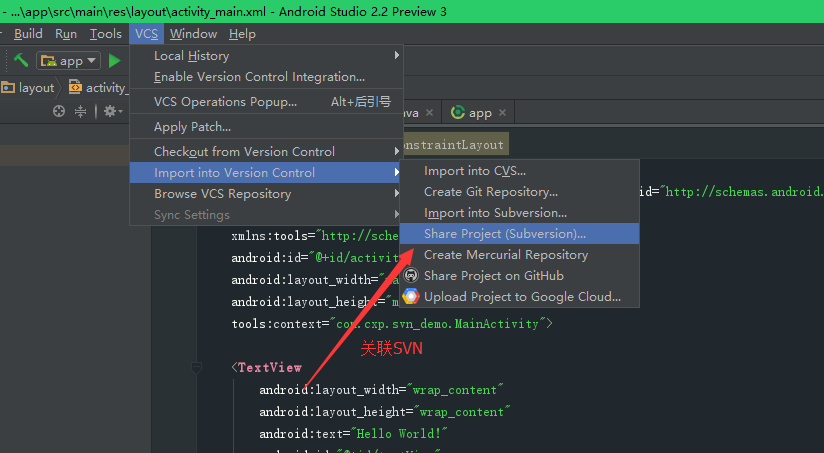 - ...\app\src\main\res\layout\activity_main.xml - Android Studio 2.2 Preview 3
Build Run Tools VCS Window Help
app
layout activity_
Local History
Enable Version Control Integration...
VCS Operations Popup... Alt+后引号
Apply Patch...
Checkout from Version Control
Import into Version Control
Browse VCS Repository
Sync Settings
ava app
onstraintLayout
Import into CVS...
Create Git Repository...
Import into Subversion...
Share Project (Subversion)...
Create Mercurial Repository
Share Project on GitHub
Upload Project to Google Cloud...
id="http://schemas.android.
xmlns:tools="http://sche
android:id="@+id/activit
android:layout_width="ma
android:layout_height="m
tools:context="com.cxp.svn_demo.MainActivity">
关联SVN
<TextView
android:layout_width="wrap_content"
android:layout_height="wrap_content"
android:text="Hello World!"